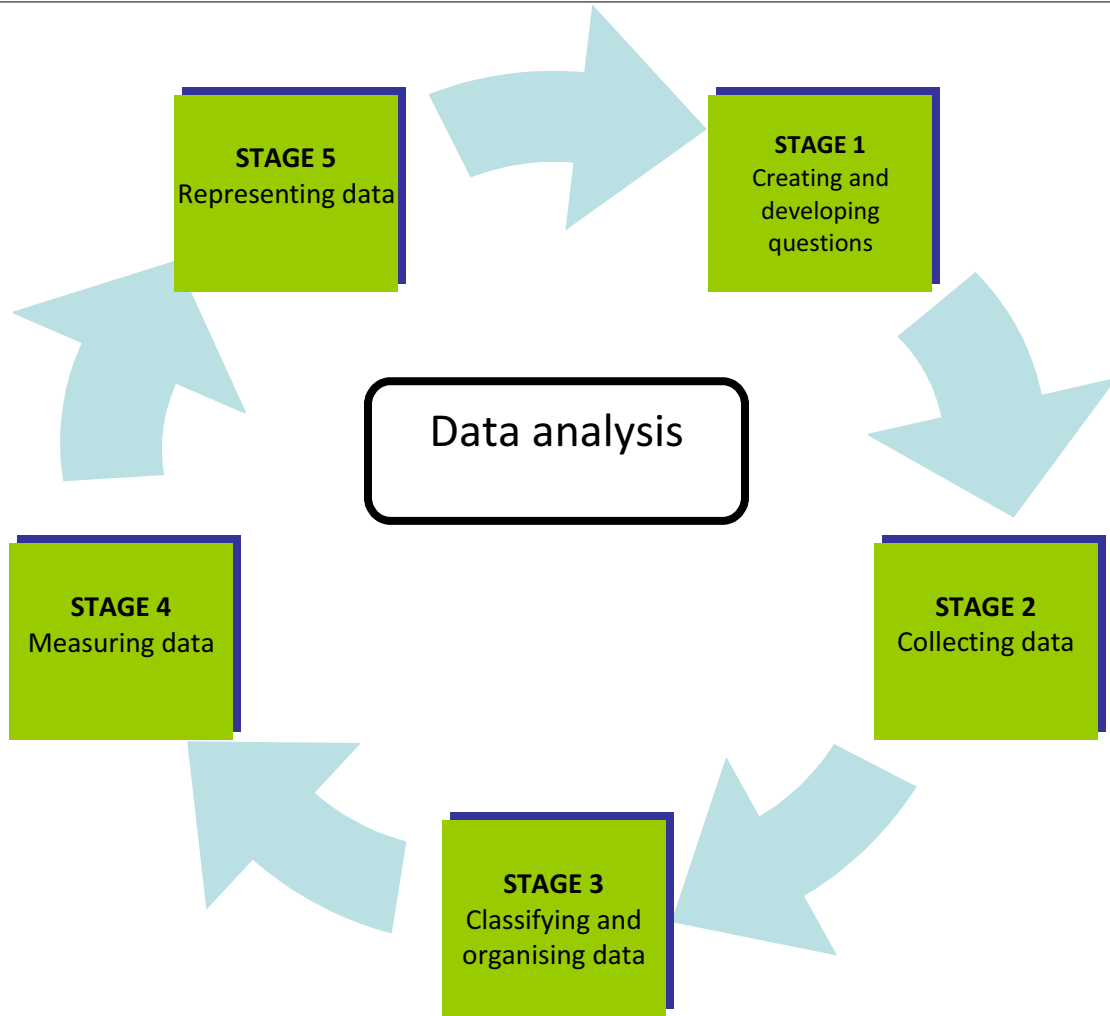 STAGE 1
Creating and
developing
questions
STAGE 2
Collecting data
STAGE 3
Classifying and
organising data
STAGE 4
Measuring data
STAGE 5
Representing data
Data analysis